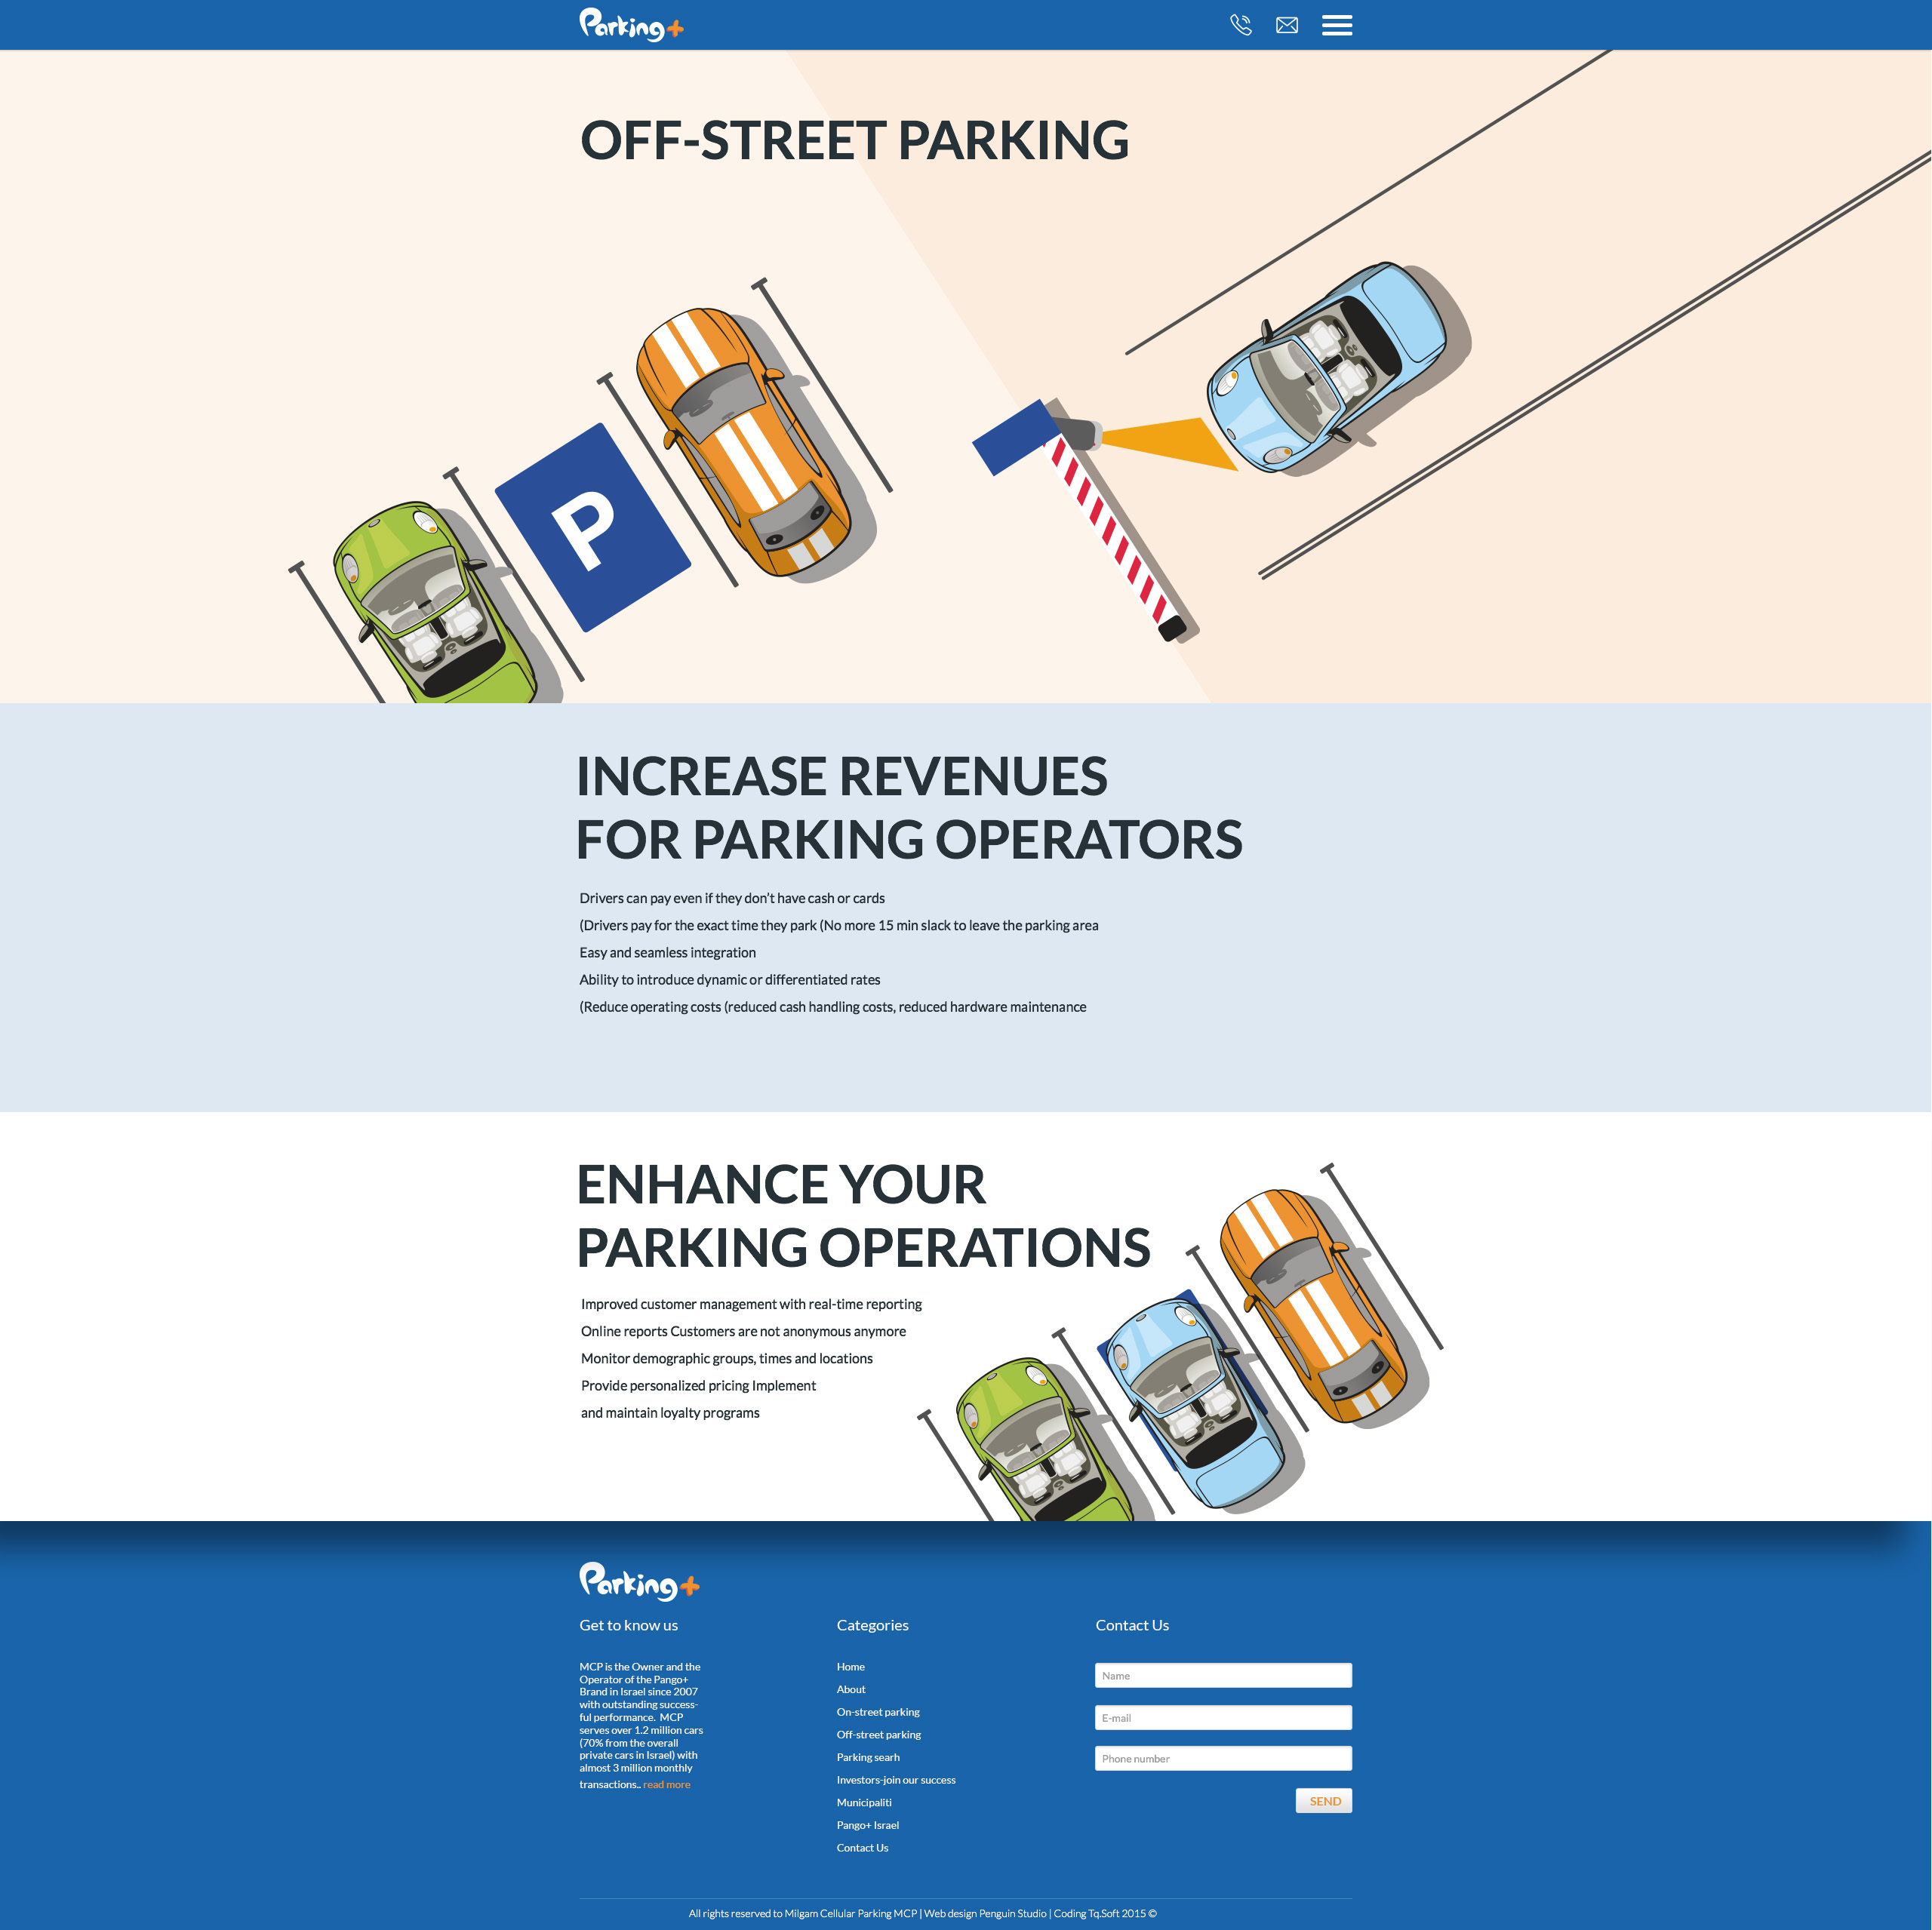 Parking+
OFF-STREET PARKING
P
INCREASE REVENUES
FOR PARKING OPERATORS
Drivers can pay even if they don't have cash or cards
(Drivers pay for the exact time they park (No more 15 min slack to leave the parking area
Easy and seamless integration
Ability to introduce dynamic or differentiated rates
(Reduce operating costs (reduced cash handling costs, reduced hardware maintenance
ENHANCE YOUR
PARKING OPERATIONS
Improved customer management with real-time reporting
Online reports Customers are not anonymous anymore
Monitor demographic groups, times and locations
Provide personalized pricing Implement
and maintain loyalty programs
Parking+
Get to know us
MCP is the Owner and the
Operator of the Pango+
Brand in Israel since 2007
with outstanding success-
ful performance.  MCP
serves over 1.2 million cars
(70% from the overall
private cars in Israel) with
almost 3 million monthly
transactions.. read more
Categories
Home
About
On-street parking
Off-street parking
Parking searh
Investors-join our success
Municipaliti
Pango+ Israel
Contact Us
Contact Us
Name
E-mail
Phone number
SEND
All rights reserved to Milgam Cellular Parking MCP | Web design Penguin Studio | Coding Tq.Soft 2015 ©